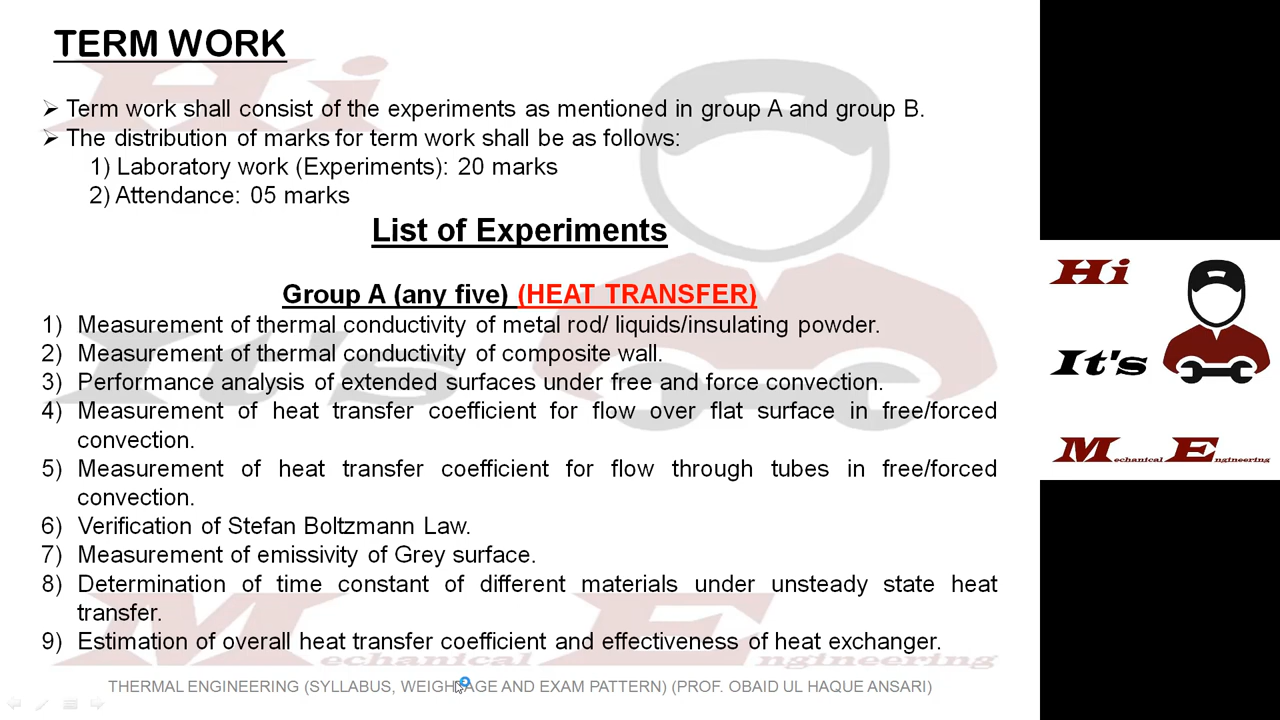 TERM WORK
➢ Term work shall consist of the experiments as mentioned in group A and group B.
➢ The distribution of marks for term work shall be as follows:
1) Laboratory work (Experiments): 20 marks
2) Attendance: 05 marks
List of Experiments
Group A (any five) (HEAT TRANSFER)
1) Measurement of thermal conductivity of metal rod/ liquids/insulating powder.
2) Measurement of thermal conductivity of composite wall.
3) Performance analysis of extended surfaces under free and force convection.
4) Measurement of heat transfer coefficient for flow over flat surface in free/forced
convection.
5) Measurement of heat transfer coefficient for flow through tubes in free/forced
convection.
6) Verification of Stefan Boltzmann Law.
7) Measurement of emissivity of Grey surface.
8) Determination of time constant of different materials under unsteady state heat
transfer.
9) Estimation of overall heat transfer coefficient and effectiveness of heat exchanger.
THERMAL ENGINEERING (SYLLABUS, WEIGHTAGE AND EXAM PATTERN) (PROF. OBAID UL HAQUE ANSARI)
Hi
It's
Mechanical Engineering
Hi
It's
Mechanical Engineering